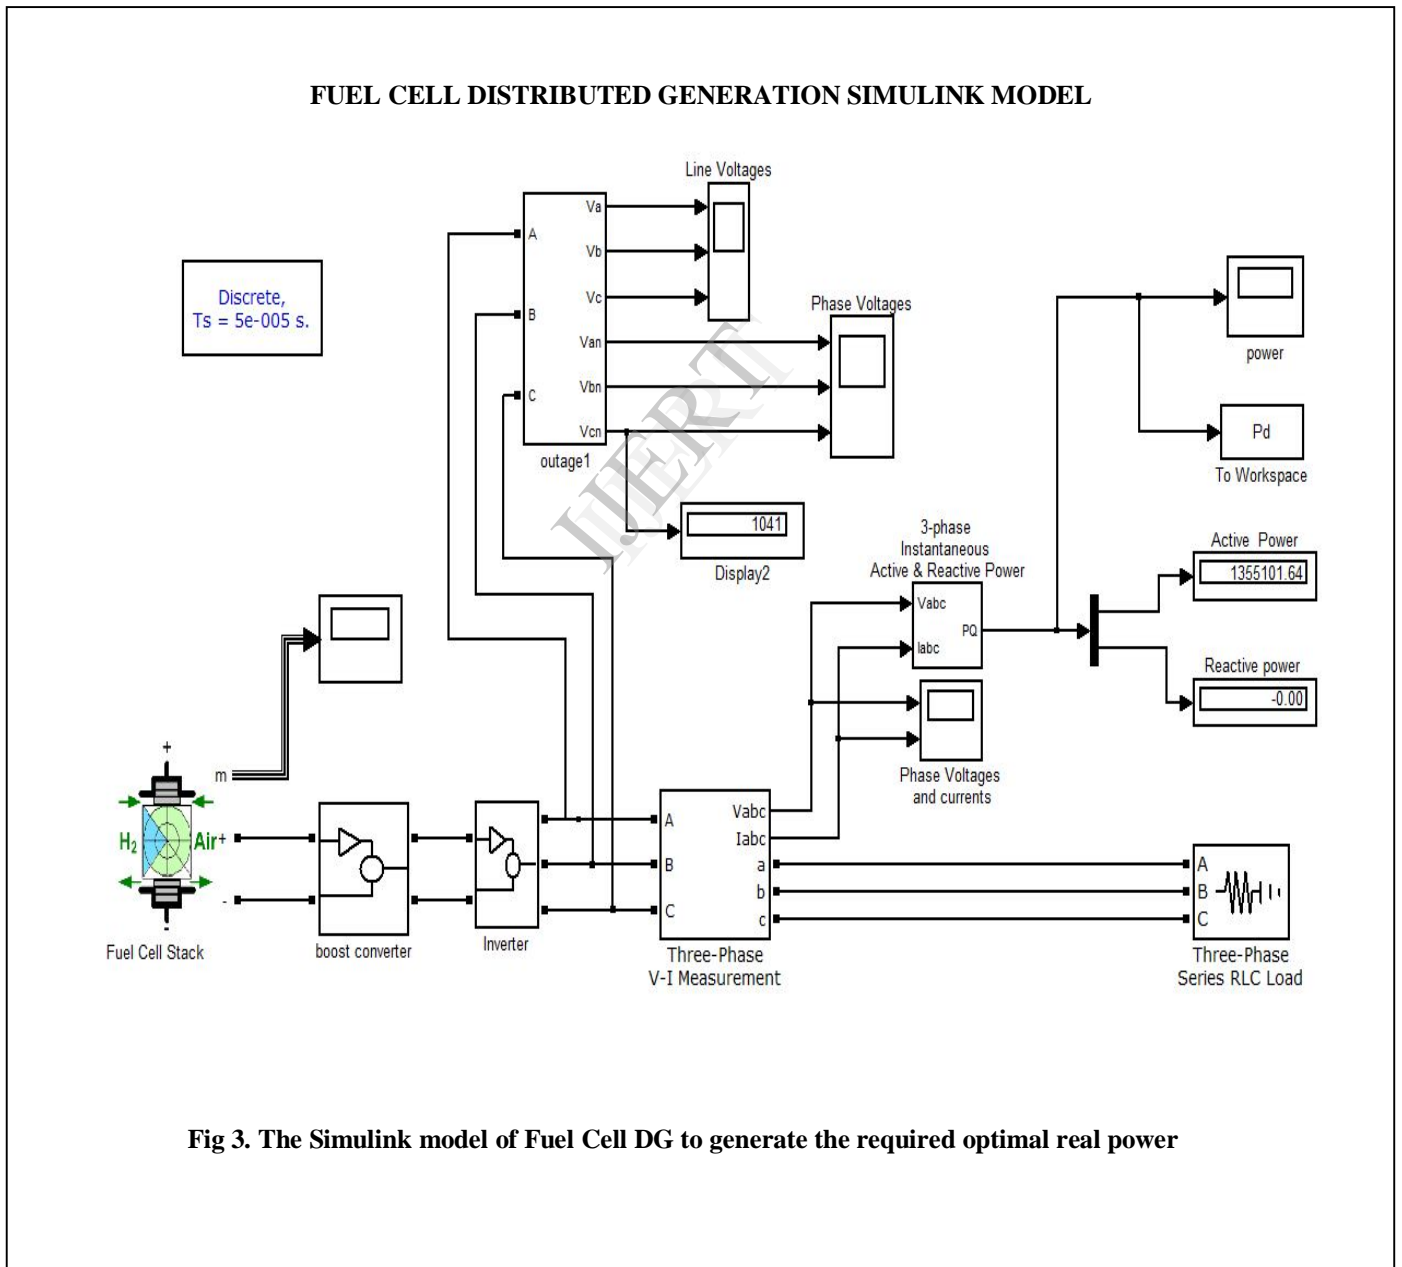 FUEL CELL DISTRIBUTED GENERATION SIMULINK MODEL
Line Voltages
Va
A
Vb
Discrete,
Ts = 5e-005 s.
Vc
B
Phase Voltages
Van
power
Vbn
C
Vcn
outage1
Pd
To Workspace
IJERT
1041
Display2
3-phase
Instantaneous
Active & Reactive Power
Vabc
PQ
Iabc
Active Power
1355101.64
Reactive power
-0.00
Phase Voltages
and currents
+
m
H2
Air
+
-
-
Fuel Cell Stack
boost converter
Inverter
A
B
C
Vabc
Iabc
a
b
c
Three-Phase
V-I Measurement
A
B
C
Three-Phase
Series RLC Load
Fig 3. The Simulink model of Fuel Cell DG to generate the required optimal real power